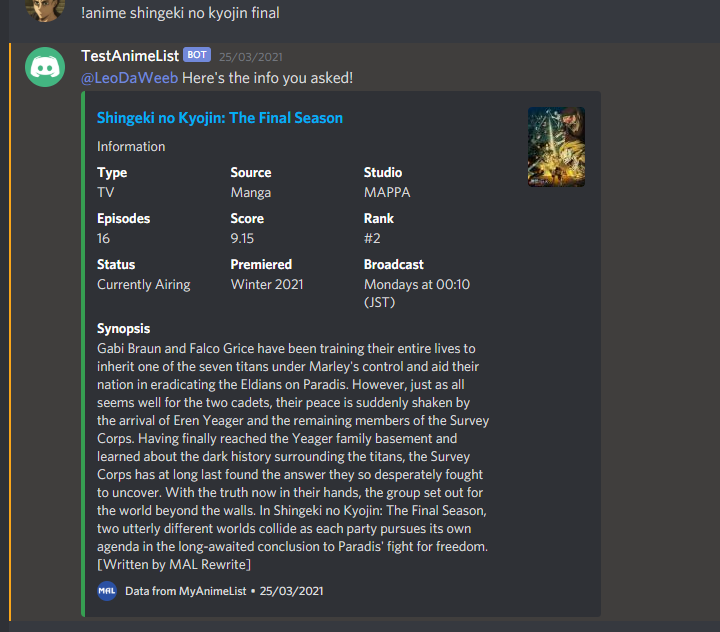 !anime shingeki no kyojin final
TestAnimeList BOT 25/03/2021
@LeoDaWeeb Here's the info you asked!
Shingeki no Kyojin: The Final Season
Information
Type Source Studio
TV Manga MAPPA
Episodes Score Rank
16 9.15 #2
Status Premiered Broadcast
Currently Airing Winter 2021 Mondays at 00:10
(JST)
Synopsis
Gabi Braun and Falco Grice have been training their entire lives to
inherit one of the seven titans under Marley's control and aid their
nation in eradicating the Eldians on Paradis. However, just as all
seems well for the two cadets, their peace is suddenly shaken by
the arrival of Eren Yeager and the remaining members of the Survey
Corps. Having finally reached the Yeager family basement and
learned about the dark history surrounding the titans, the Survey
Corps has at long last found the answer they so desperately fought
to uncover. With the truth now in their hands, the group set out for
the world beyond the walls. In Shingeki no Kyojin: The Final Season,
two utterly different worlds collide as each party pursues its own
agenda in the long-awaited conclusion to Paradis' fight for freedom.
[Written by MAL Rewrite]
MAL Data from MyAnimeList • 25/03/2021